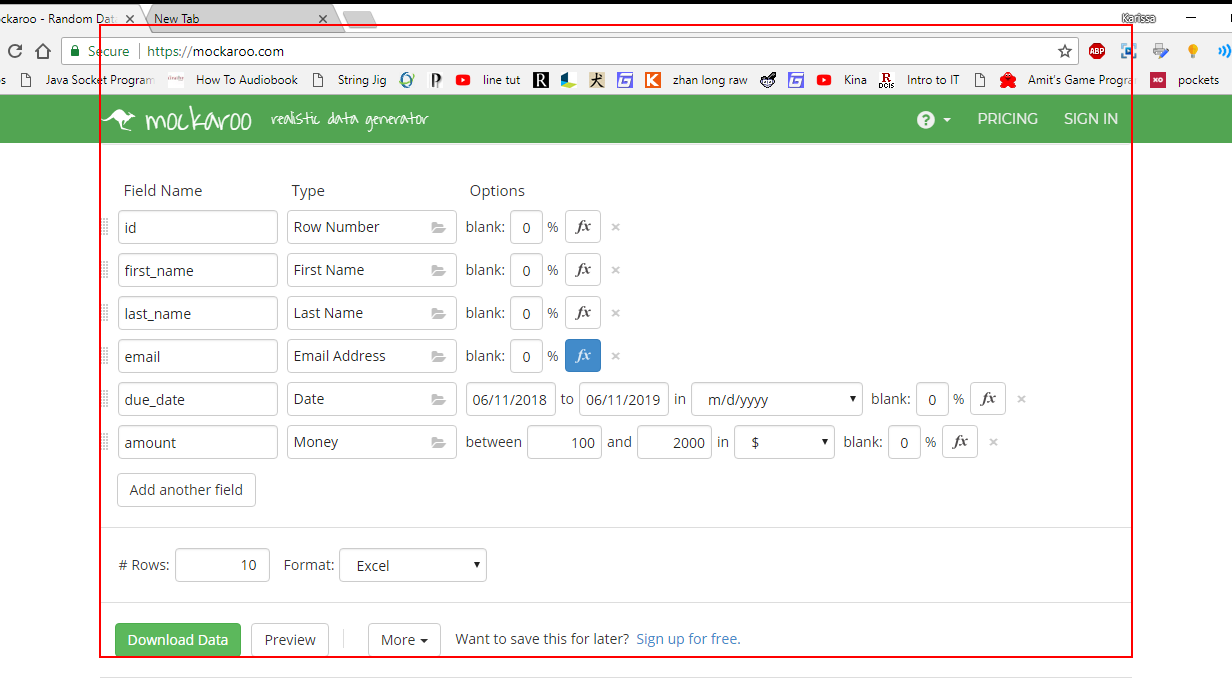 ckaroo - Random Dat New Tab Karissa
Secure https://mockaroo.com ABP
os Java Socket Program How To Audiobook String Jig line tut R 犬 K zhan long raw Kina R DCIS Intro to IT Amit's Game Progra XO pockets
mockaroo realistic data generator ? PRICING SIGN IN
Field Name Type Options
id Row Number blank: 0 % fx ×
first_name First Name blank: 0 % fx ×
last_name Last Name blank: 0 % fx ×
email Email Address blank: 0 % fx ×
due_date Date 06/11/2018 to 06/11/2019 in m/d/yyyy blank: 0 % fx ×
amount Money between 100 and 2000 in $ blank: 0 % fx ×
Add another field
# Rows: 10 Format: Excel
Download Data Preview More Want to save this for later? Sign up for free.